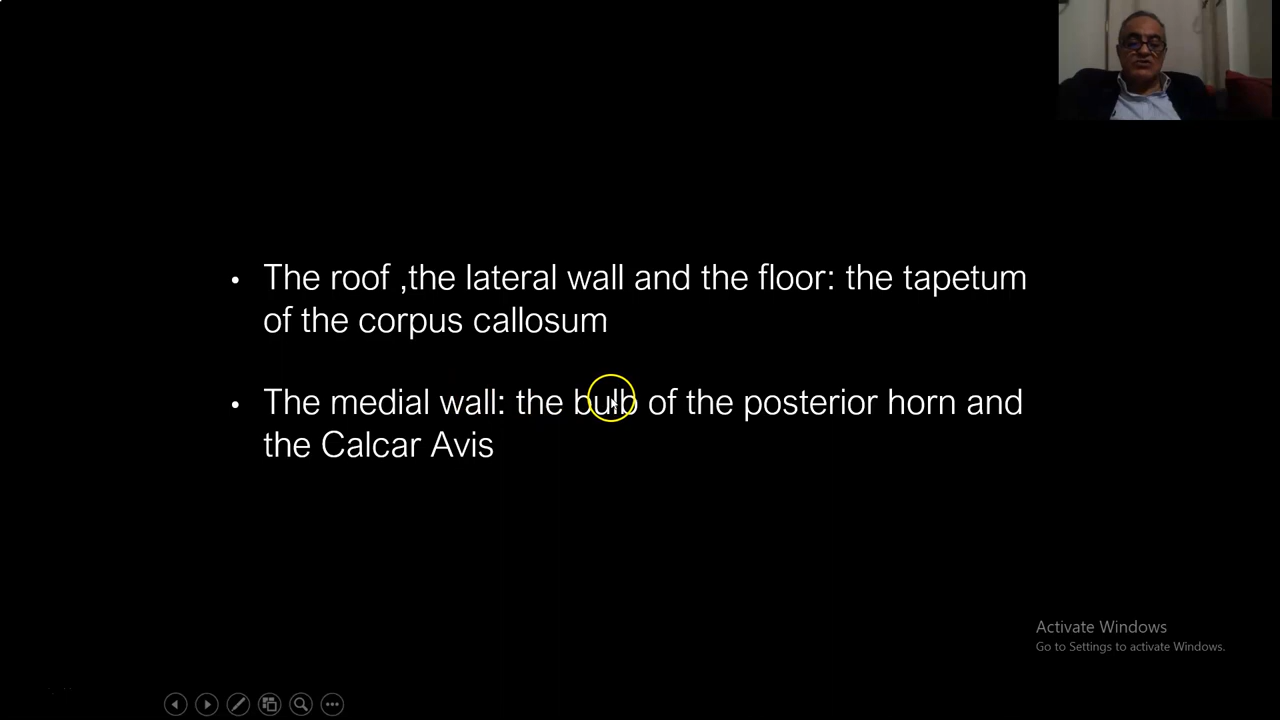 • The roof ,the lateral wall and the floor: the tapetum
of the corpus callosum
• The medial wall: the bulb of the posterior horn and
the Calcar Avis
Activate Windows
Go to Settings to activate Windows.